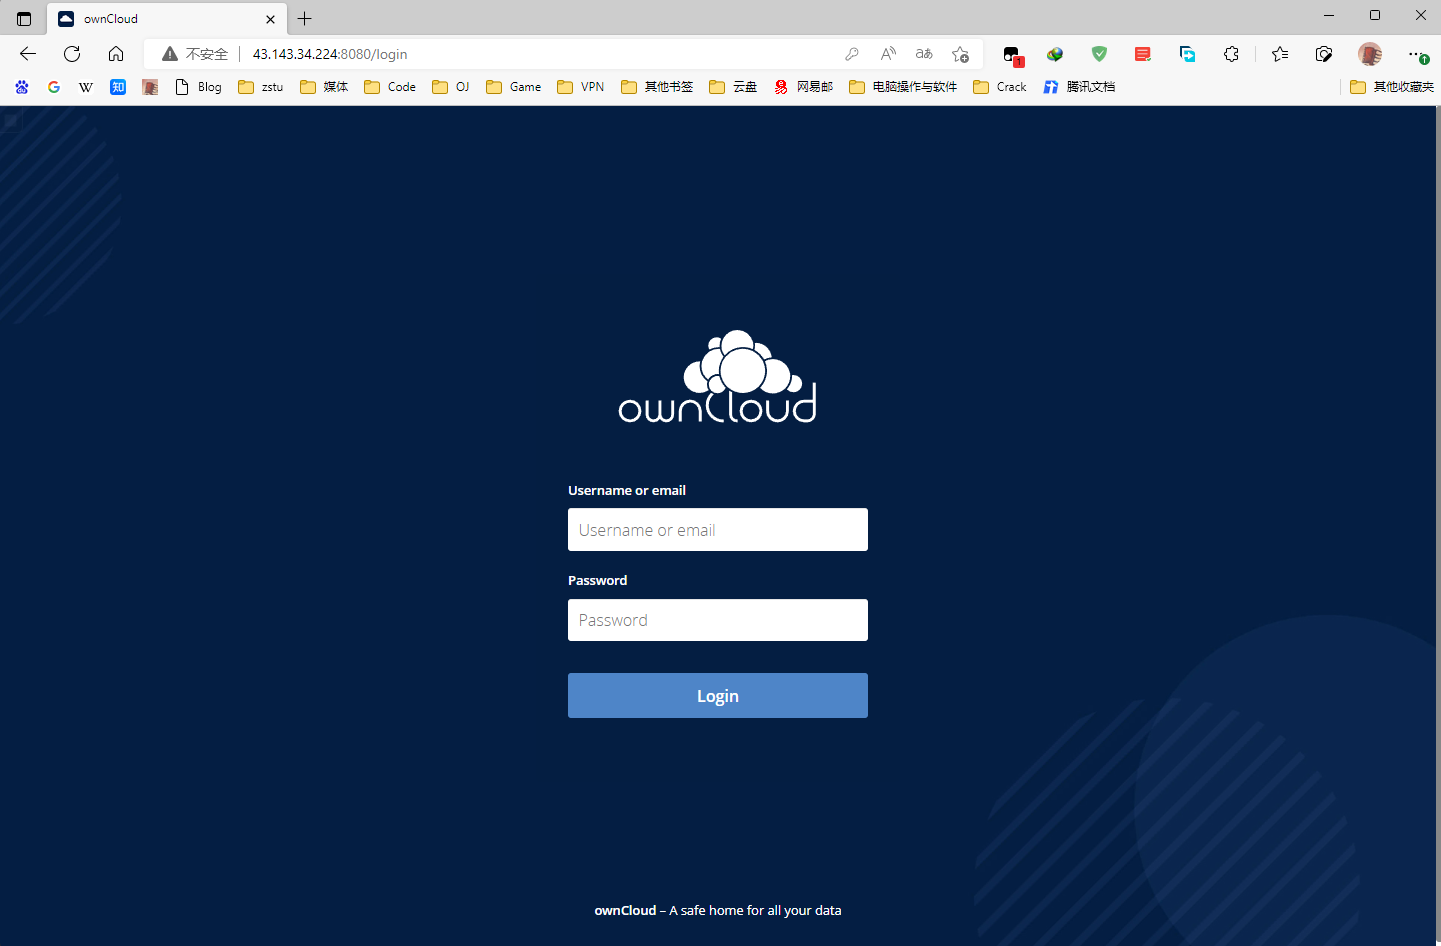 ownCloud
不安全 43.143.34.224:8080/login
Blog zstu 媒体 Code OJ Game VPN 其他书签 云盘 网易邮 电脑操作与软件 Crack 腾讯文档 其他收藏夹
ownCloud
Username or email
Username or email
Password
Password
Login
ownCloud – A safe home for all your data